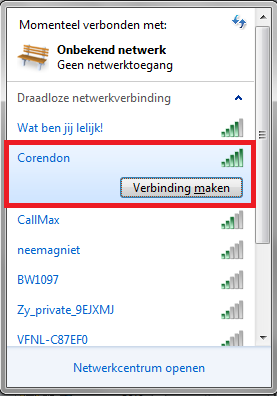 Momenteel verbonden met:
Onbekend netwerk
Geen netwerktoegang
Draadloze netwerkverbinding
Wat ben jij lelijk!
Corendon
Verbinding maken
CallMax
neemagniet
BW1097
Zy_private_9EJXMJ
VFNL-C87EF0
Netwerkcentrum openen